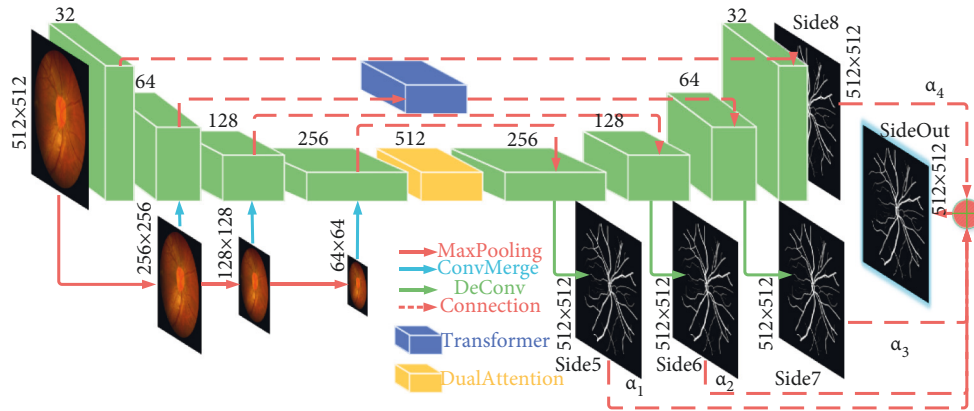 32
64
128
256
512
256
128
64
32
Side8
512×512
512×512
α4
SideOut
512×512
256×256
128×128
64×64
MaxPooling
ConvMerge
DeConv
Connection
Transformer
DualAttention
512×512
Side5
α1
512×512
Side6
α2
512×512
Side7
α3